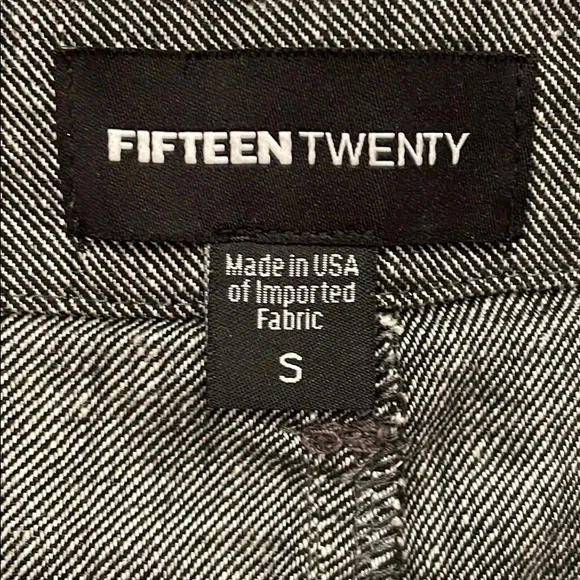 FIFTEEN TWENTY
Made in USA
of Imported
Fabric
S